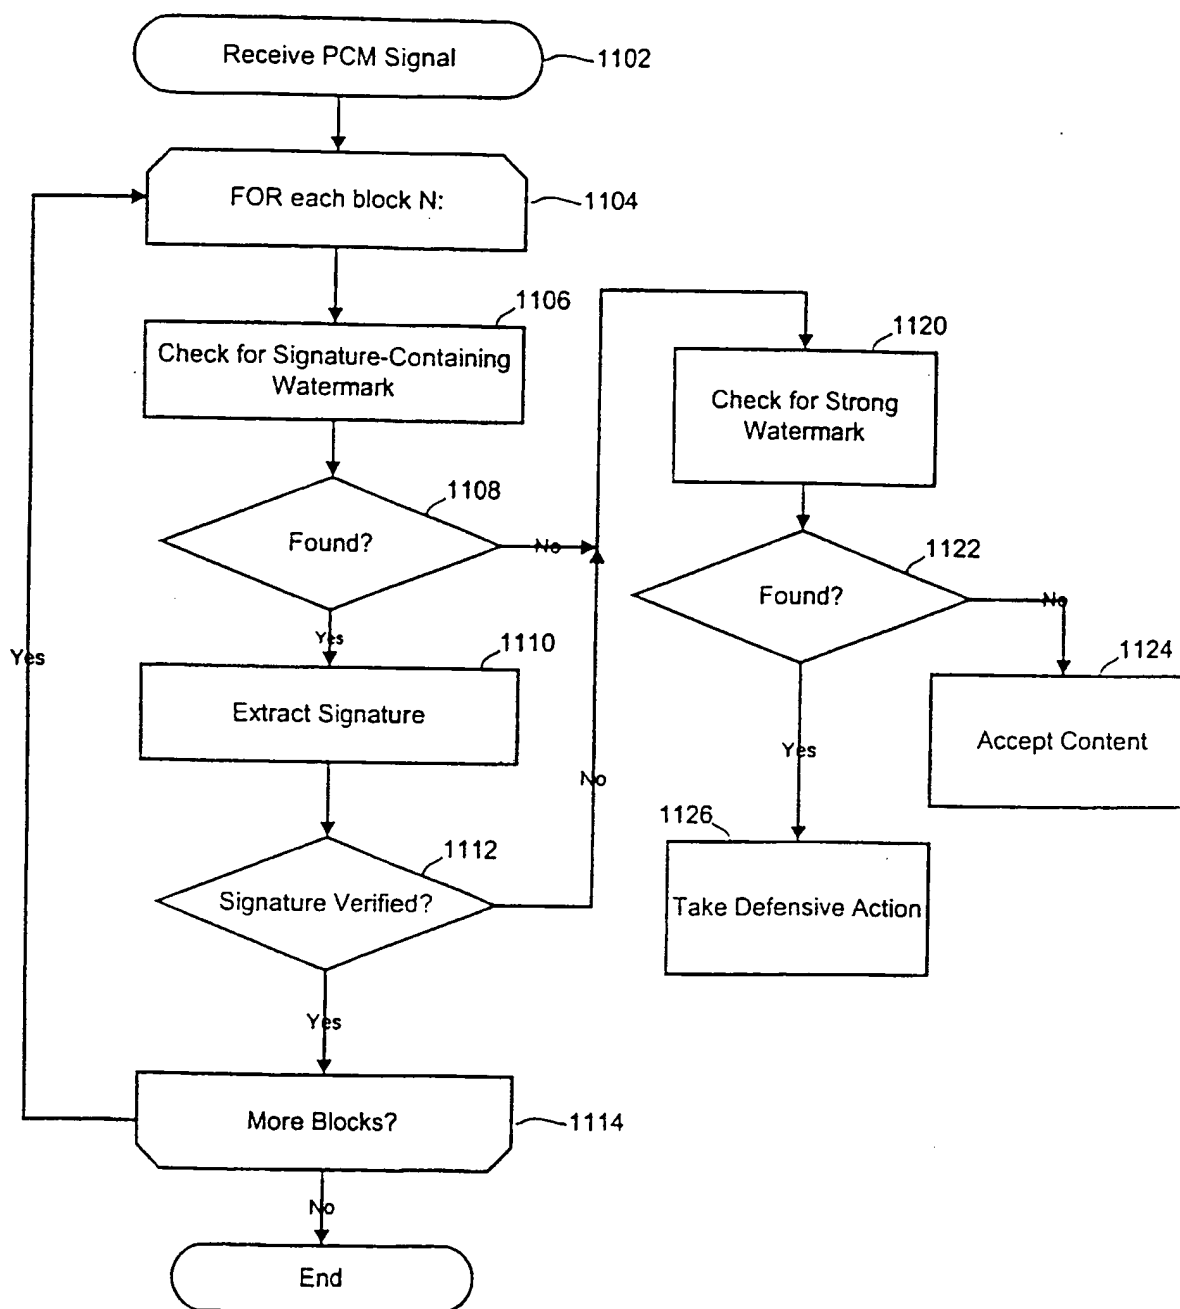 Receive PCM Signal
1102
FOR each block N:
1104
1106
Check for Signature-Containing
Watermark
1108
Found?
No
Yes
1110
Extract Signature
1112
Signature Verified?
No
Yes
Yes
More Blocks?
1114
No
End
1120
Check for Strong
Watermark
1122
Found?
No
1124
Accept Content
Yes
1126
Take Defensive Action